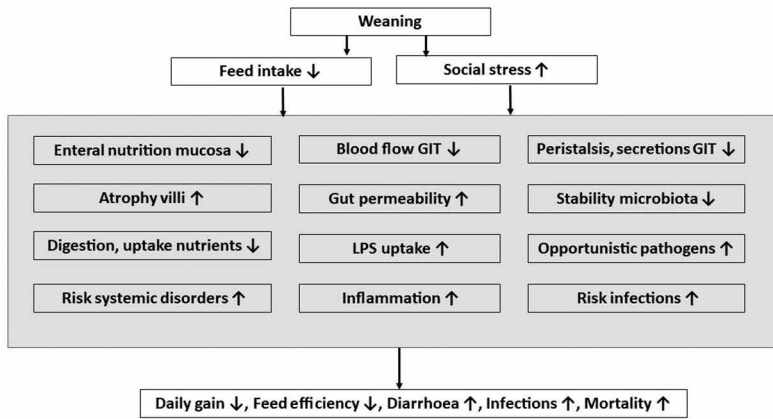 Weaning
Feed intake ↓
Social stress ↑
Enteral nutrition mucosa ↓
Blood flow GIT ↓
Peristalsis, secretions GIT ↓
Atrophy villi ↑
Gut permeability ↑
Stability microbiota ↓
Digestion, uptake nutrients ↓
LPS uptake ↑
Opportunistic pathogens ↑
Risk systemic disorders ↑
Inflammation ↑
Risk infections ↑
Daily gain ↓, Feed efficiency ↓, Diarrhoea ↑, Infections ↑, Mortality ↑